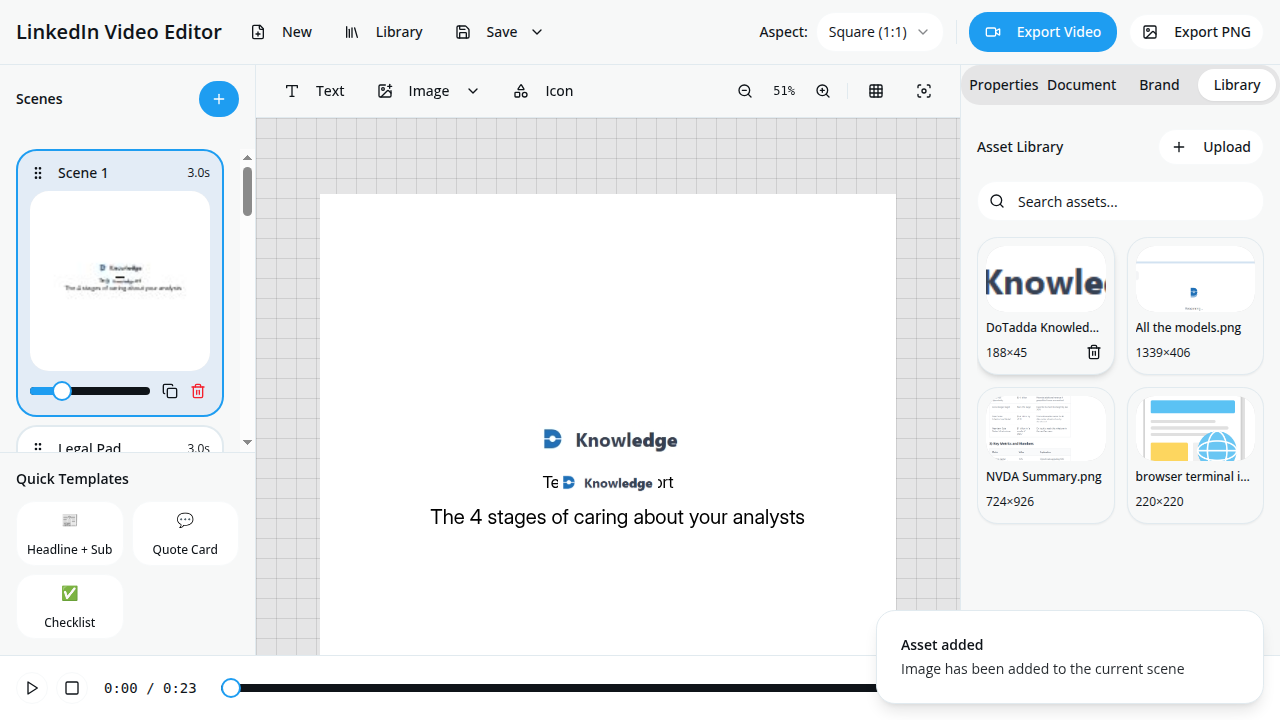 LinkedIn Video Editor
New
Library
Save
Aspect:
Square (1:1)
Export Video
Export PNG
Scenes
Text
Image
Icon
51%
Properties
Document
Brand
Library
Scene 1
3.0s
Knowledge
The 4 stages of caring about your analysts
Legal Pad
3.0s
Quick Templates
Headline + Sub
Quote Card
Checklist
Knowledge
Te Knowledge ort
The 4 stages of caring about your analysts
Asset Library
Upload
Search assets...
Knowle
DoTadda Knowled...
188×45
All the models.png
1339×406
NVDA Summary.png
724×926
browser terminal i...
220×220
Asset added
Image has been added to the current scene
0:00 / 0:23